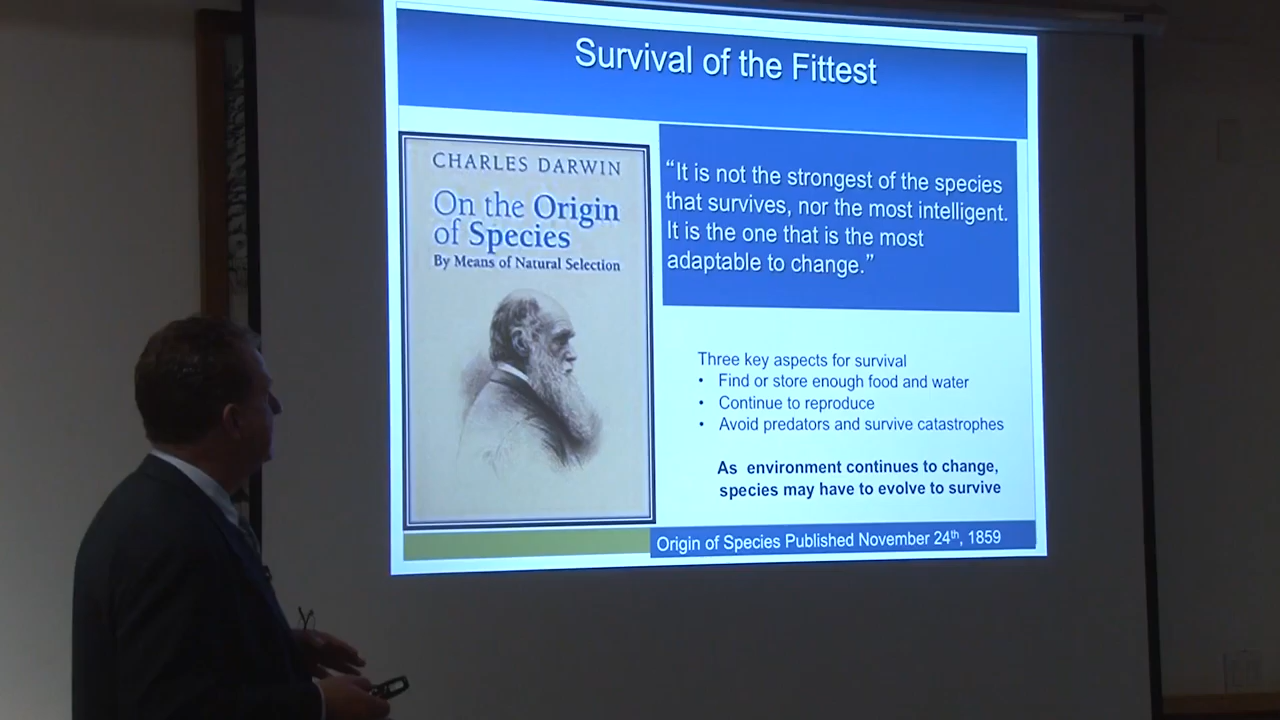 Survival of the Fittest
CHARLES DARWIN
On the Origin
of Species
By Means of Natural Selection
“It is not the strongest of the species
that survives, nor the most intelligent.
It is the one that is the most
adaptable to change.”
Three key aspects for survival
• Find or store enough food and water
• Continue to reproduce
• Avoid predators and survive catastrophes
As environment continues to change,
species may have to evolve to survive
Origin of Species Published November 24th, 1859